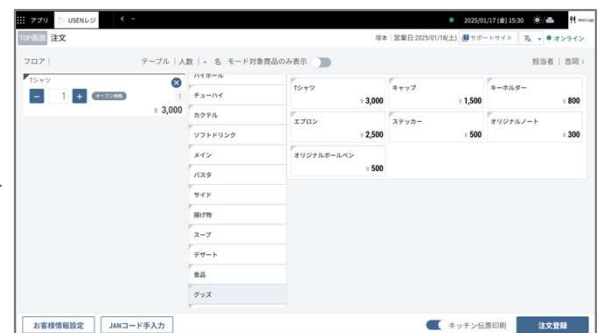 アプリ USENレジ
2025/01/17(金) 15:30
TOP画面 注文
営業日:2025/01/18(土) サポートサイト オンライン
フロア | テーブル | 人数 | - 名 モード対象商品のみ表示
担当者 | 吉岡 >
Tシャツ
1 オープン価格
¥ 3,000
ハイボール
チューハイ
カクテル
ソフトドリンク
メイン
パスタ
サイド
揚げ物
スープ
デザート
食品
グッズ
Tシャツ
¥ 3,000
キャップ
¥ 1,500
キーホルダー
¥ 800
エプロン
¥ 2,500
ステッカー
¥ 500
オリジナルノート
¥ 300
オリジナルボールペン
¥ 500
お客様情報設定 JANコード手入力
キッチン伝票印刷 注文登録